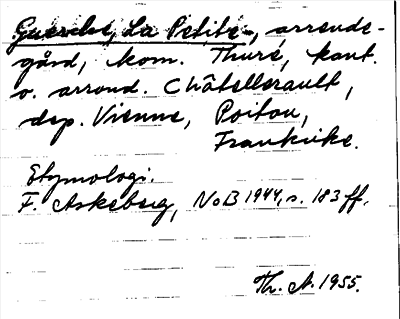 Guerche, La Petite-, arrende-
gård, kom. Thuré, kant.
o. arrond. Châtellerault,
dep. Vienne, Poitou,
Frankrike.
Etymologi.
F. Askeberg, NoB 1944, s. 183 ff.
Th. A. 1955.